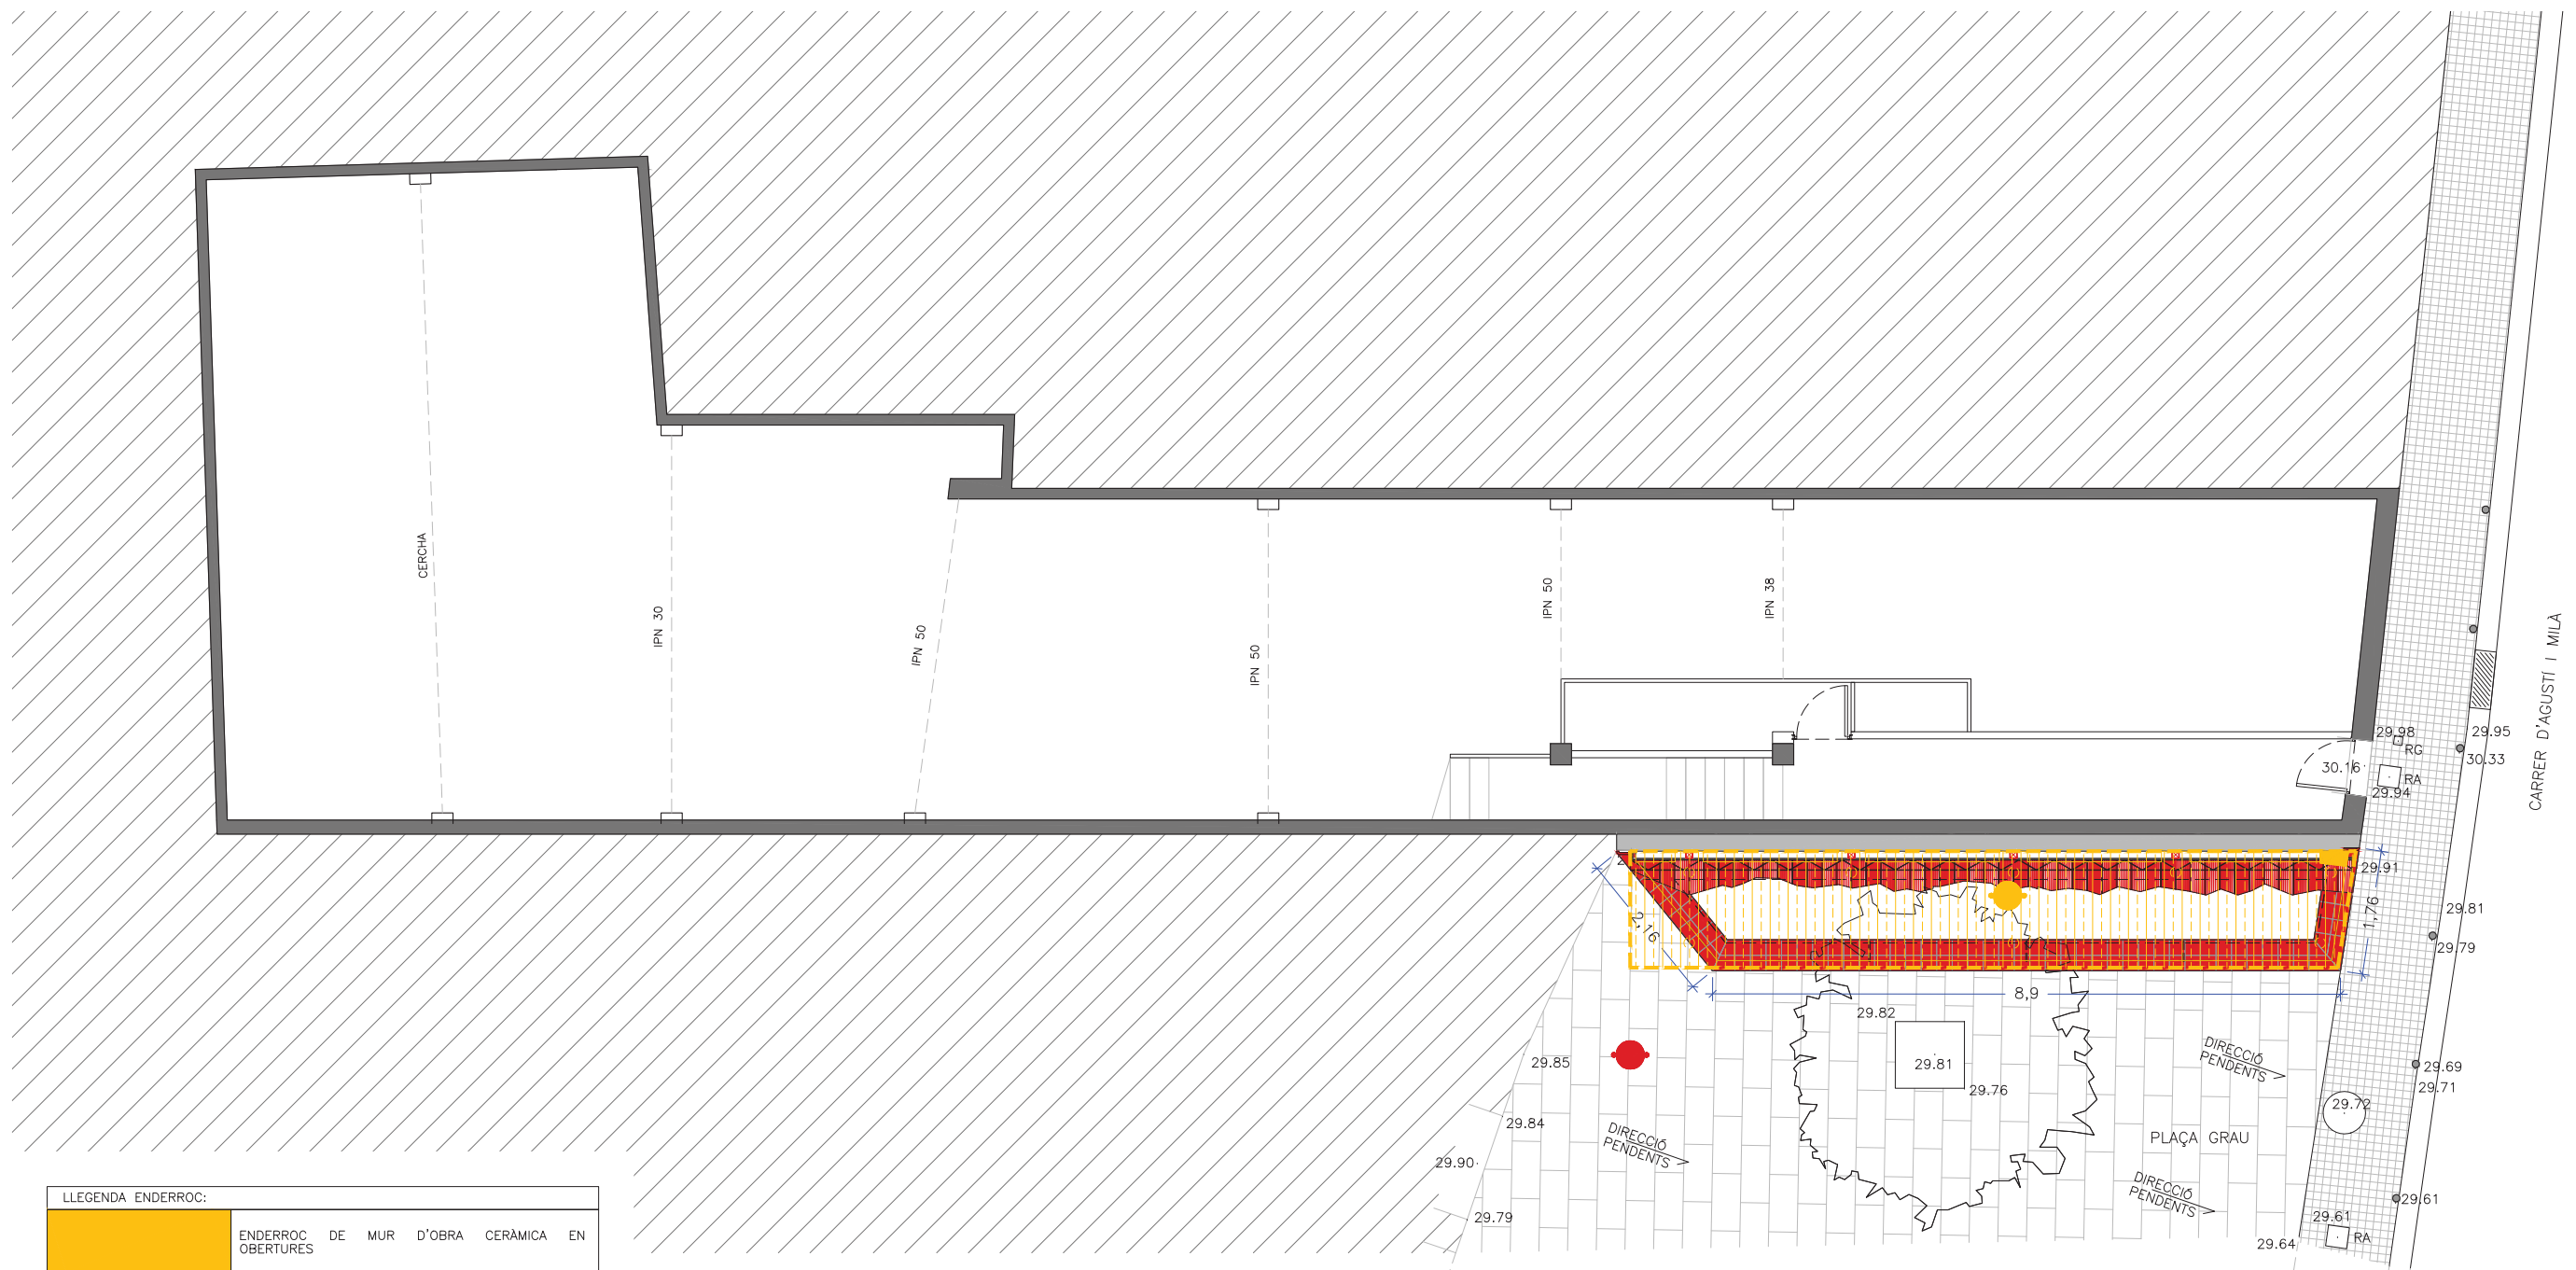 CERCHA
IPN 30
IPN 50
IPN 50
IPN 50
IPN 38
CARRER D'AGUSTÍ I MILÀ
29.98
29.95
RG
30.33
30.16
RA
29.94
29.91
29.81
29.79
1,76
2,16
8,9
29.82
29.85
29.81
29.76
29.84
29.90
29.79
DIRECCIÓ
PENDENTS
DIRECCIÓ
PENDENTS
DIRECCIÓ
PENDENTS
29.69
29.71
29.72
PLAÇA GRAU
29.61
29.61
RA
29.64
LLEGENDA ENDERROC:
ENDERROC DE MUR D'OBRA CERÀMICA EN
OBERTURES